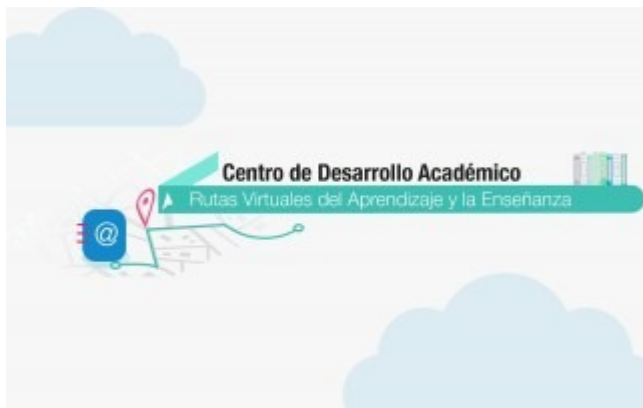 Centro de Desarrollo Académico
Rutas Virtuales del Aprendizaje y la Enseñanza
@